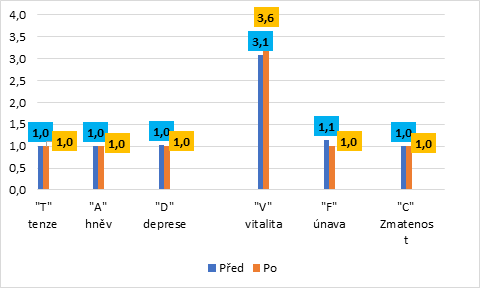 4,0
3,5
3,0
2,5
2,0
1,5
1,0
0,5
0,0
1,0 1,0 1,0 1,0 1,0 1,0 3,1 3,6 1,1 1,0 1,0 1,0
"T" "A" "D" "V" "F" "C"
tenze hněv deprese vitalita únava Zmatenos
t
Před Po